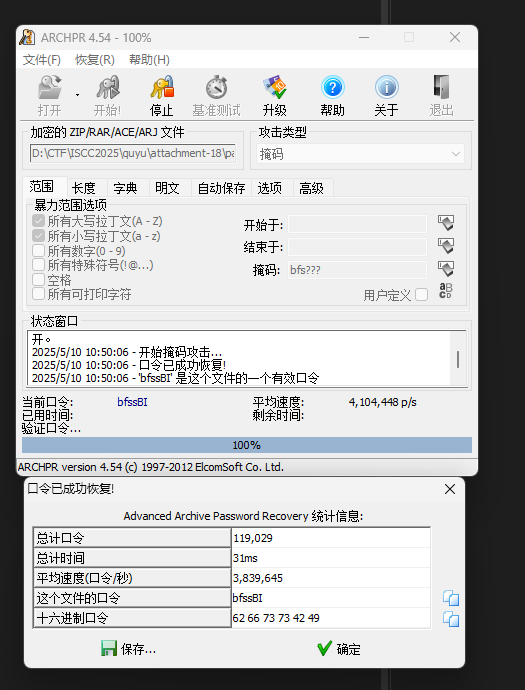 ARCHPR 4.54 - 100%
文件(F) 恢复(R) 帮助(H)
打开 开始! 停止 基准测试 升级 帮助 关于 退出
加密的 ZIP/RAR/ACE/ARJ 文件 攻击类型
D:\CTF\ISCC2025\quyu\attachment-18\pa 掩码
范围 长度 字典 明文 自动保存 选项 高级
暴力范围选项
所有大写拉丁文(A - Z)
所有小写拉丁文(a - z)
所有数字(0 - 9)
所有特殊符号(!@...)
空格
所有可打印字符
开始于:
结束于:
掩码: bfs???
用户定义
状态窗口
开。
2025/5/10 10:50:06 - 开始掩码攻击...
2025/5/10 10:50:06 - 口令已成功恢复!
2025/5/10 10:50:06 - 'bfssBI' 是这个文件的一个有效口令
当前口令: bfssBI 平均速度: 4,104,448 p/s
已用时间: 剩余时间:
验证口令...
100%
ARCHPR version 4.54 (c) 1997-2012 ElcomSoft Co. Ltd.
口令已成功恢复!
Advanced Archive Password Recovery 统计信息:
总计口令 119,029
总计时间 31ms
平均速度(口令/秒) 3,839,645
这个文件的口令 bfssBI
十六进制口令 62 66 73 73 42 49
保存... 确定